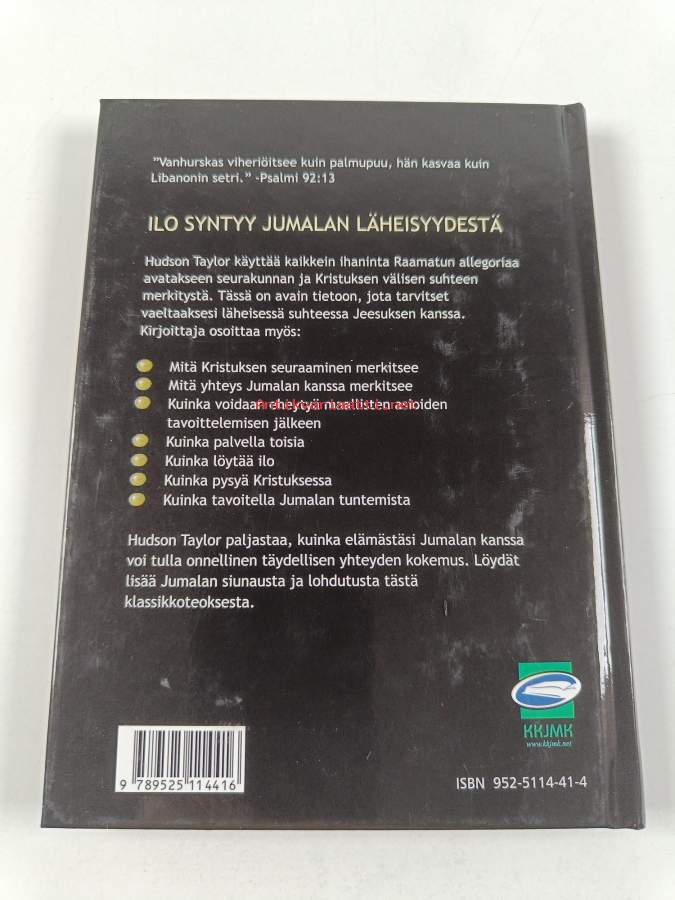 ”Vanhurskas viheriöitsee kuin palmupuu, hän kasvaa kuin
Libanonin setri.” -Psalmi 92:13
ILO SYNTYY JUMALAN LÄHEISYYDESTÄ
Hudson Taylor käyttää kaikkein ihaninta Raamatun allegoriaa
avatakseen seurakunnan ja Kristuksen välisen suhteen
merkitystä. Tässä on avain tietoon, jota tarvitset
vaeltaaksesi läheisessä suhteessa Jeesuksen kanssa.
Kirjoittaja osoittaa myös:
Mitä Kristuksen seuraaminen merkitsee
Mitä yhteys Jumalan kanssa merkitsee
Kuinka voidaan eheytyä maallisten asioiden
tavoittelemisen jälkeen
Kuinka palvella toisia
Kuinka löytää ilo
Kuinka pysyä Kristuksessa
Kuinka tavoitella Jumalan tuntemista
Hudson Taylor paljastaa, kuinka elämästäsi Jumalan kanssa
voi tulla onnellinen täydellisen yhteyden kokemus. Löydät
lisää Jumalan siunausta ja lohdutusta tästä
klassikkoteoksesta.
KKJMK
www.kkjmk.net
9 789525 114416
ISBN 952-5114-41-4